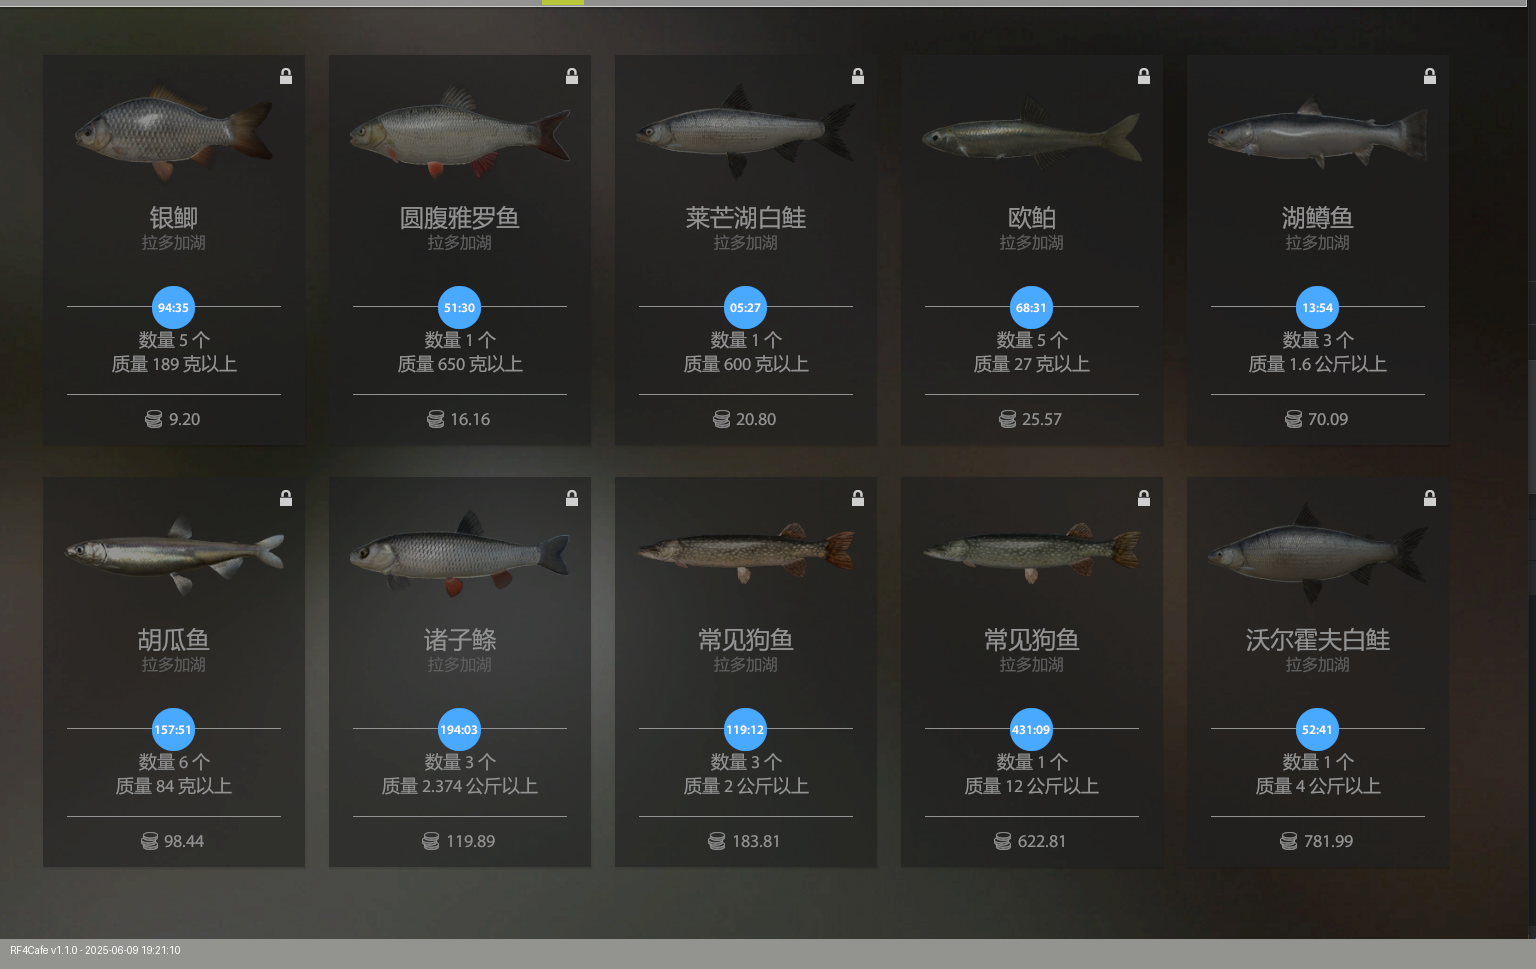 银鲫
拉多加湖
94:35
数量 5 个
质量 189 克以上
9.20
圆腹雅罗鱼
拉多加湖
51:30
数量 1 个
质量 650 克以上
16.16
莱芒湖白鲑
拉多加湖
05:27
数量 1 个
质量 600 克以上
20.80
欧鲌
拉多加湖
68:31
数量 5 个
质量 27 克以上
25.57
湖鳟鱼
拉多加湖
13:54
数量 3 个
质量 1.6 公斤以上
70.09
胡瓜鱼
拉多加湖
157:51
数量 6 个
质量 84 克以上
98.44
诸子鲦
拉多加湖
194:03
数量 3 个
质量 2.374 公斤以上
119.89
常见狗鱼
拉多加湖
119:12
数量 3 个
质量 2 公斤以上
183.81
常见狗鱼
拉多加湖
431:09
数量 1 个
质量 12 公斤以上
622.81
沃尔霍夫白鲑
拉多加湖
52:41
数量 1 个
质量 4 公斤以上
781.99
RF4Cafe v1.1.0 - 2025-06-09 19:21:10